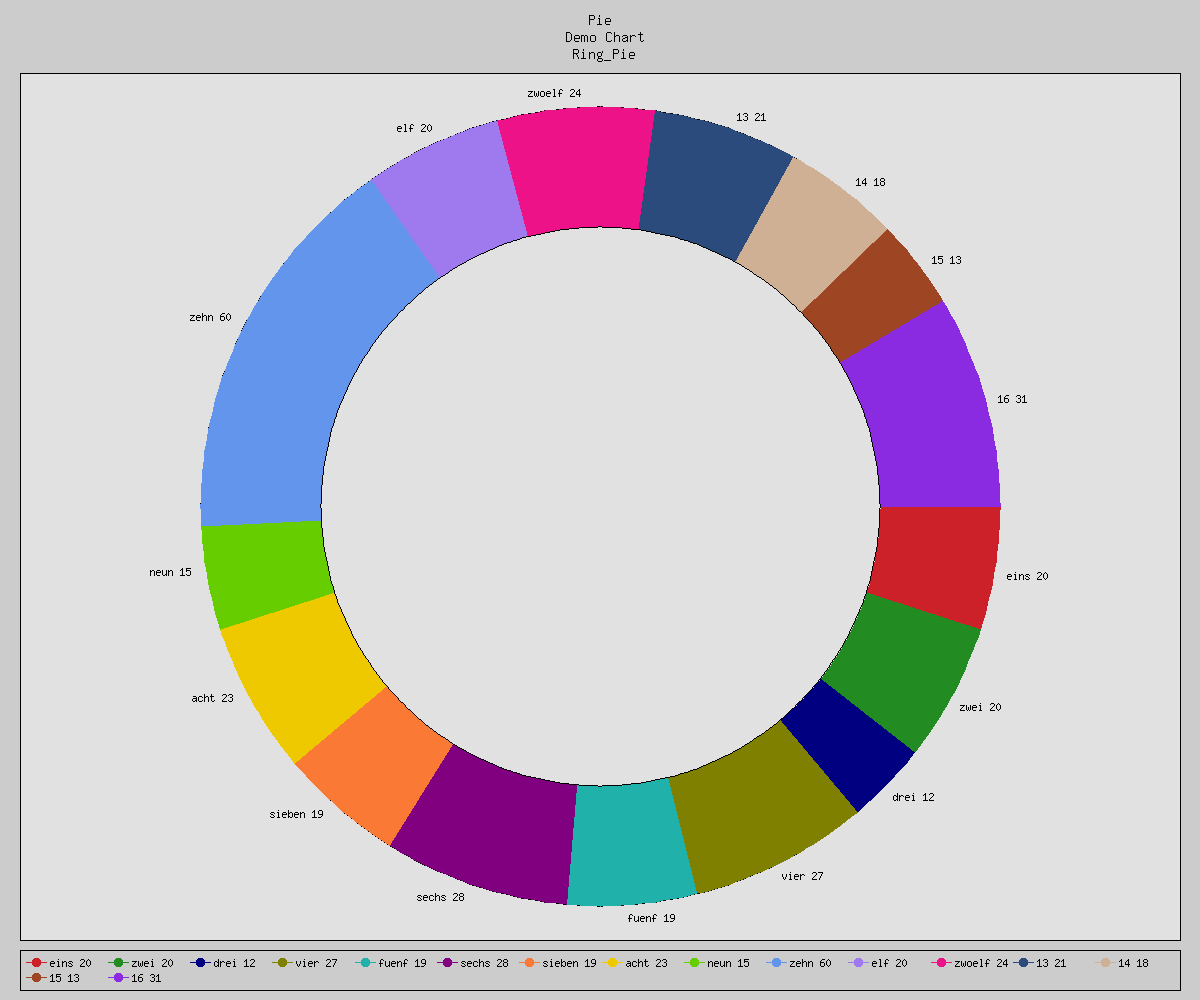 Pie
Demo Chart
Ring_Pie
zwoelf 24
13 21
elf 20
14 18
15 13
zehn 60
16 31
neun 15
eins 20
acht 23
zwei 20
drei 12
sieben 19
vier 27
sechs 28
fuenf 19
eins 20 zwei 20 drei 12 vier 27 fuenf 19 sechs 28 sieben 19 acht 23 neun 15 zehn 60 elf 20 zwoelf 24 13 21 14 18
15 13 16 31